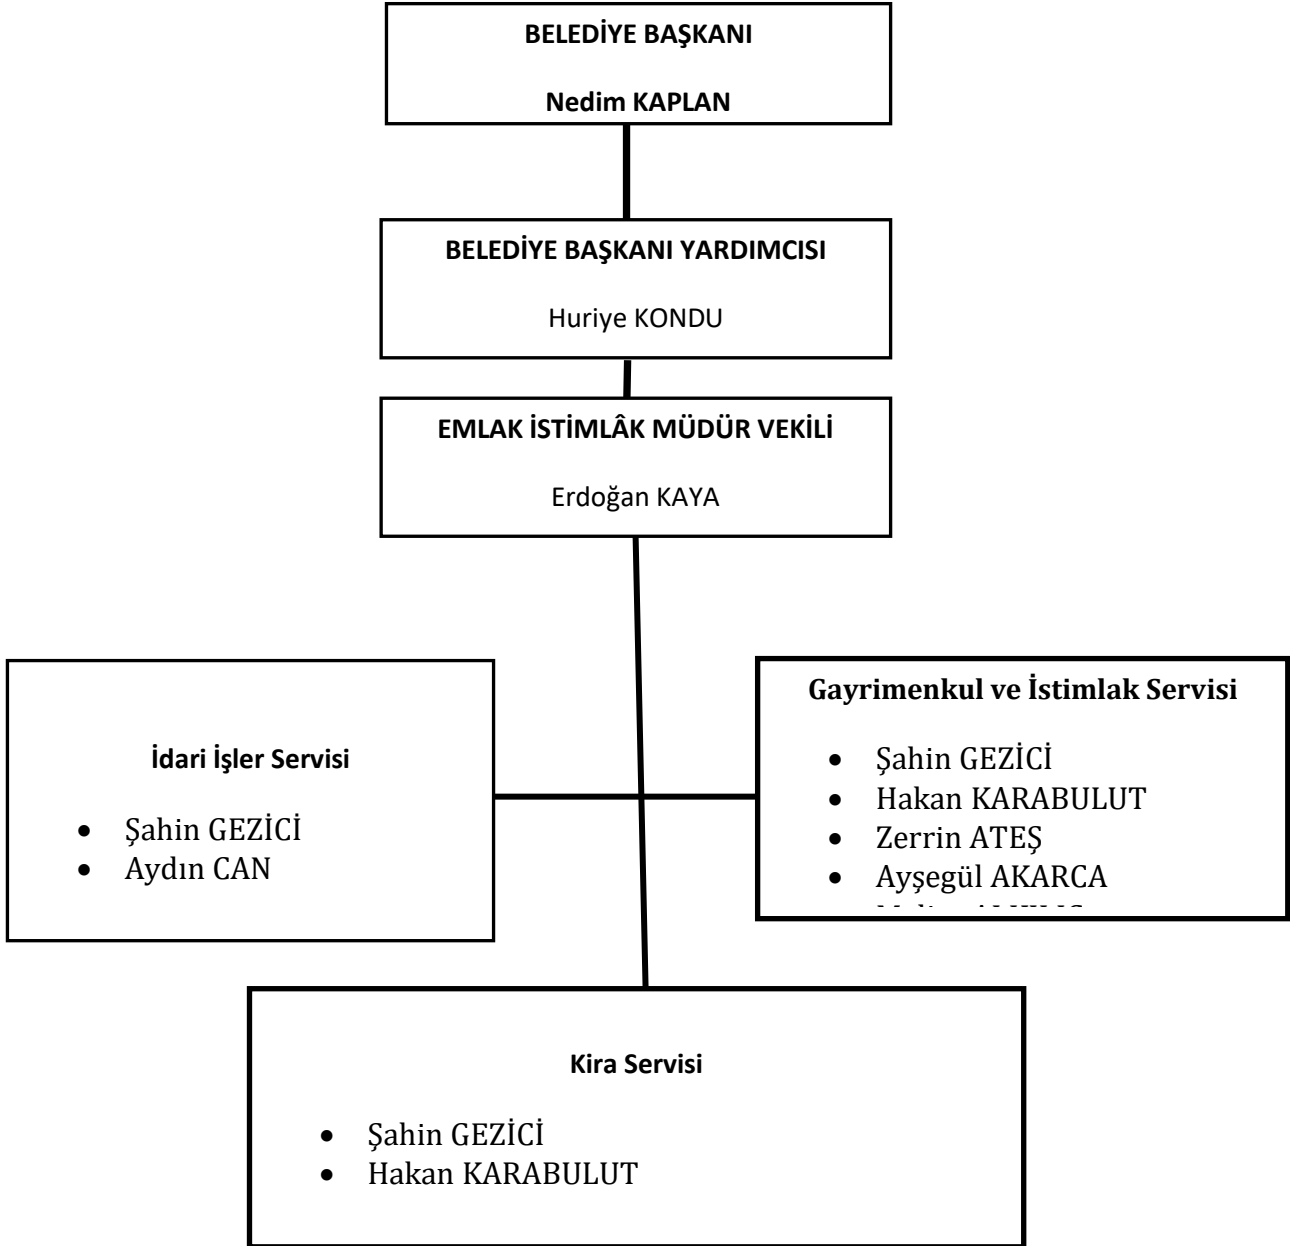 BELEDİYE BAŞKANI
Nedim KAPLAN
BELEDİYE BAŞKANI YARDIMCISI
Huriye KONDU
EMLAK İSTİMLÂK MÜDÜR VEKİLİ
Erdoğan KAYA
İdari İşler Servisi
• Şahin GEZİCİ
• Aydın CAN
Gayrimenkul ve İstimlak Servisi
• Şahin GEZİCİ
• Hakan KARABULUT
• Zerrin ATEŞ
• Ayşegül AKARCA
Kira Servisi
• Şahin GEZİCİ
• Hakan KARABULUT